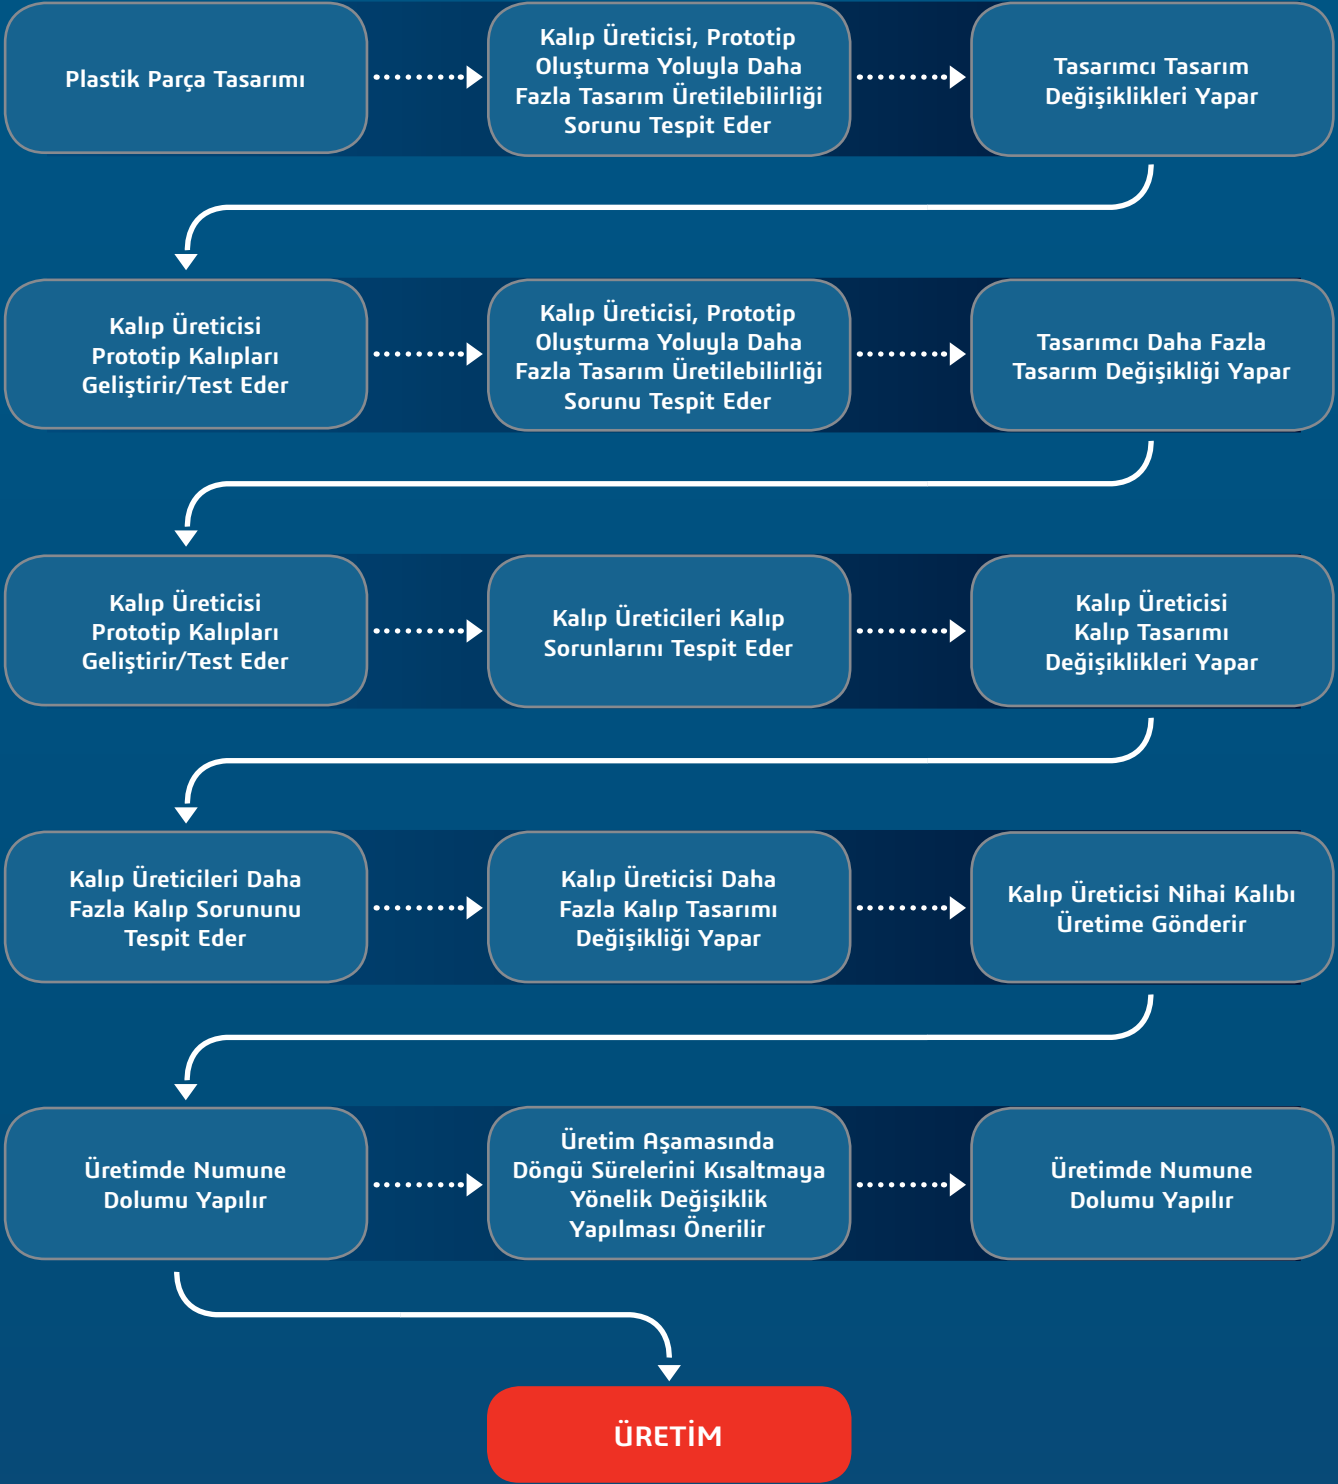 Plastik Parça Tasarımı
Kalıp Üreticisi, Prototip
Oluşturma Yoluyla Daha
Fazla Tasarım Üretilebilirliği
Sorunu Tespit Eder
Tasarımcı Tasarım
Değişiklikleri Yapar
Kalıp Üreticisi
Prototip Kalıpları
Geliştirir/Test Eder
Kalıp Üreticisi, Prototip
Oluşturma Yoluyla Daha
Fazla Tasarım Üretilebilirliği
Sorunu Tespit Eder
Tasarımcı Daha Fazla
Tasarım Değişikliği Yapar
Kalıp Üreticisi
Prototip Kalıpları
Geliştirir/Test Eder
Kalıp Üreticileri Kalıp
Sorunlarını Tespit Eder
Kalıp Üreticisi
Kalıp Tasarımı
Değişiklikleri Yapar
Kalıp Üreticileri Daha
Fazla Kalıp Sorununu
Tespit Eder
Kalıp Üreticisi Daha
Fazla Kalıp Tasarımı
Değişikliği Yapar
Kalıp Üreticisi Nihai Kalıbı
Üretime Gönderir
Üretimde Numune
Dolumu Yapılır
Üretim Aşamasında
Döngü Sürelerini Kısaltmaya
Yönelik Değişiklik
Yapılması Önerilir
Üretimde Numune
Dolumu Yapılır
ÜRETİM